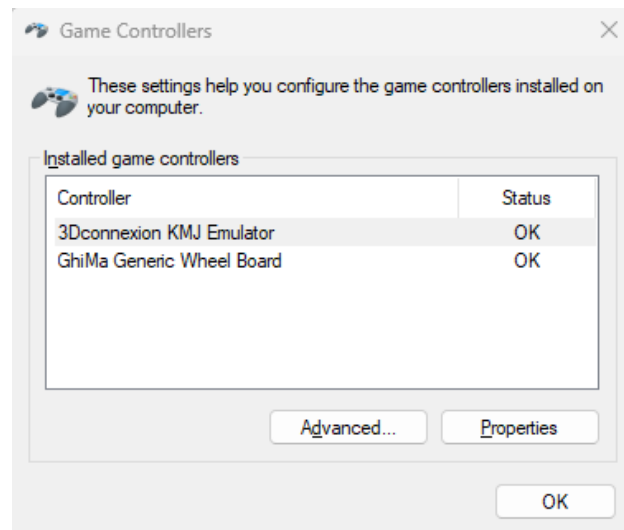 Game Controllers
These settings help you configure the game controllers installed on
your computer.
Installed game controllers
Controller Status
3Dconnexion KMJ Emulator OK
GhiMa Generic Wheel Board OK
Advanced... Properties
OK